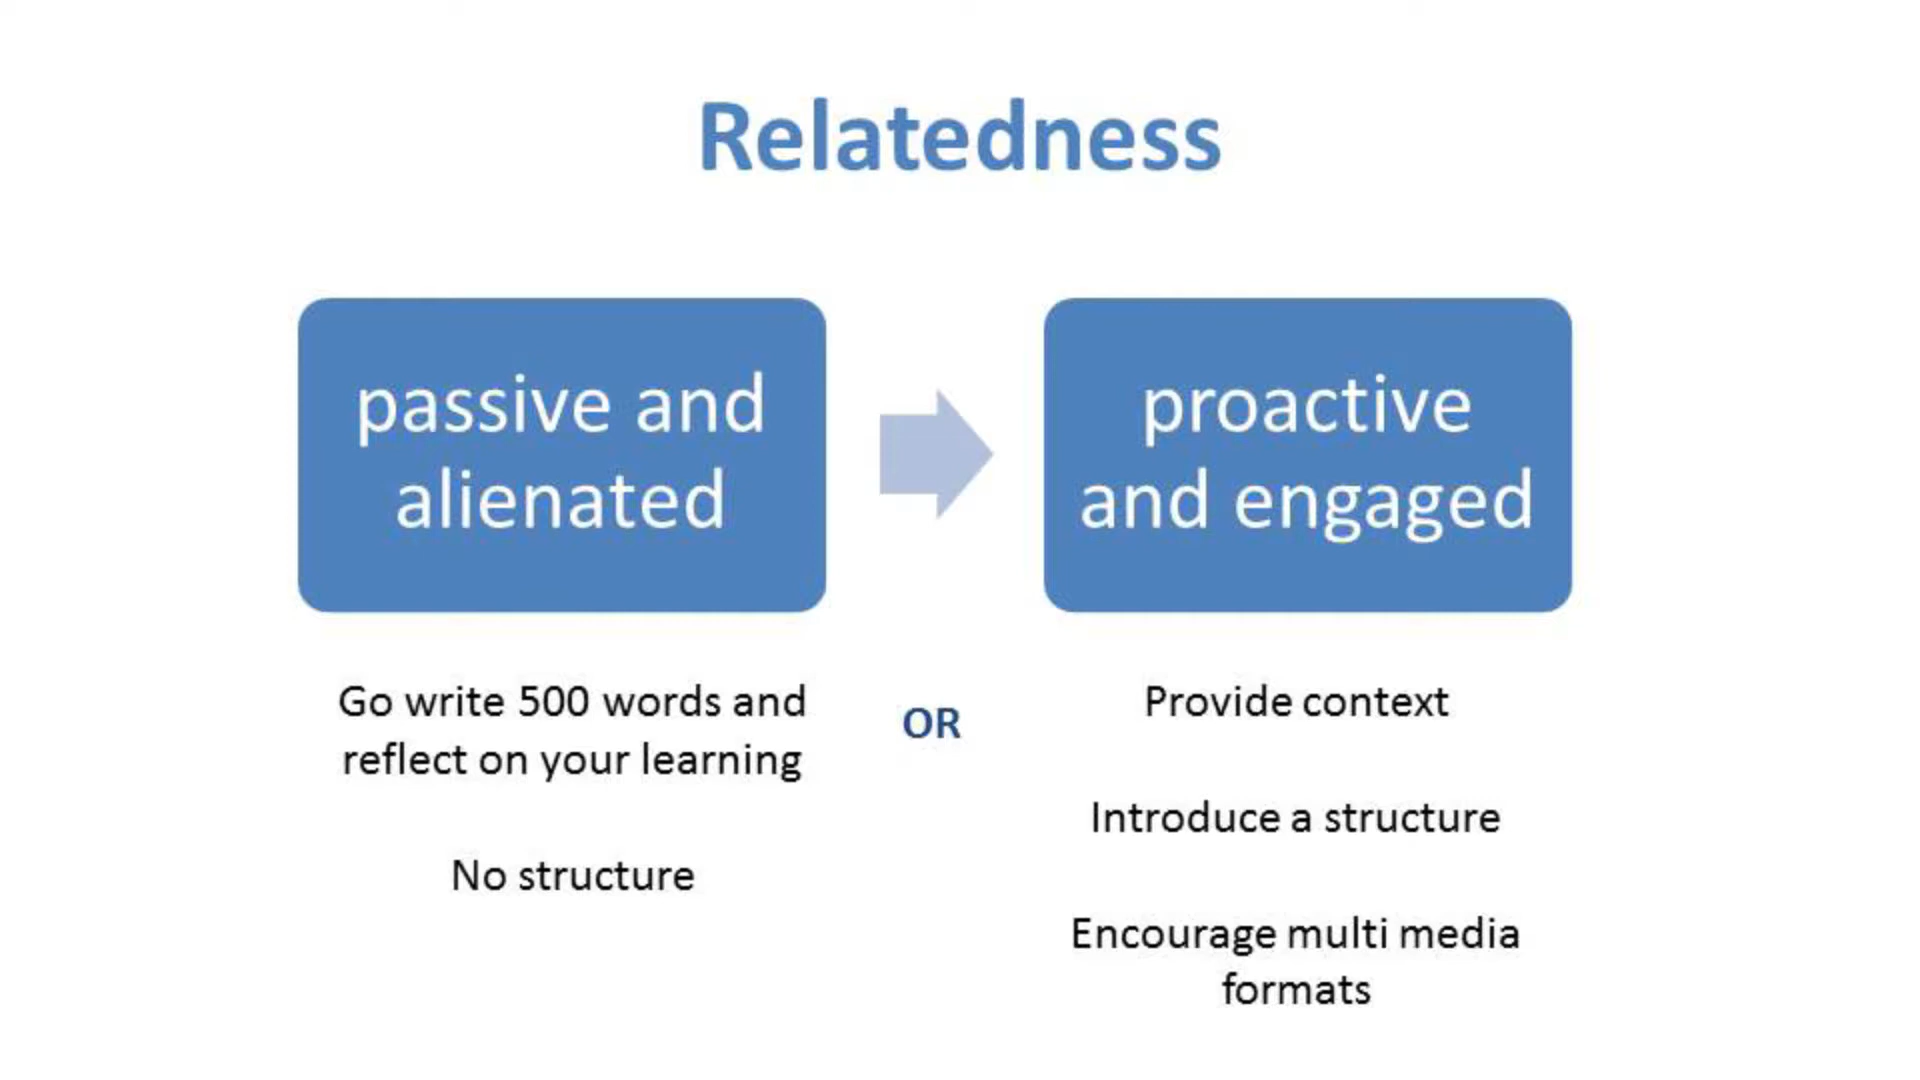 Relatedness
passive and
alienated
proactive
and engaged
Go write 500 words and
reflect on your learning
No structure
OR
Provide context
Introduce a structure
Encourage multi media
formats